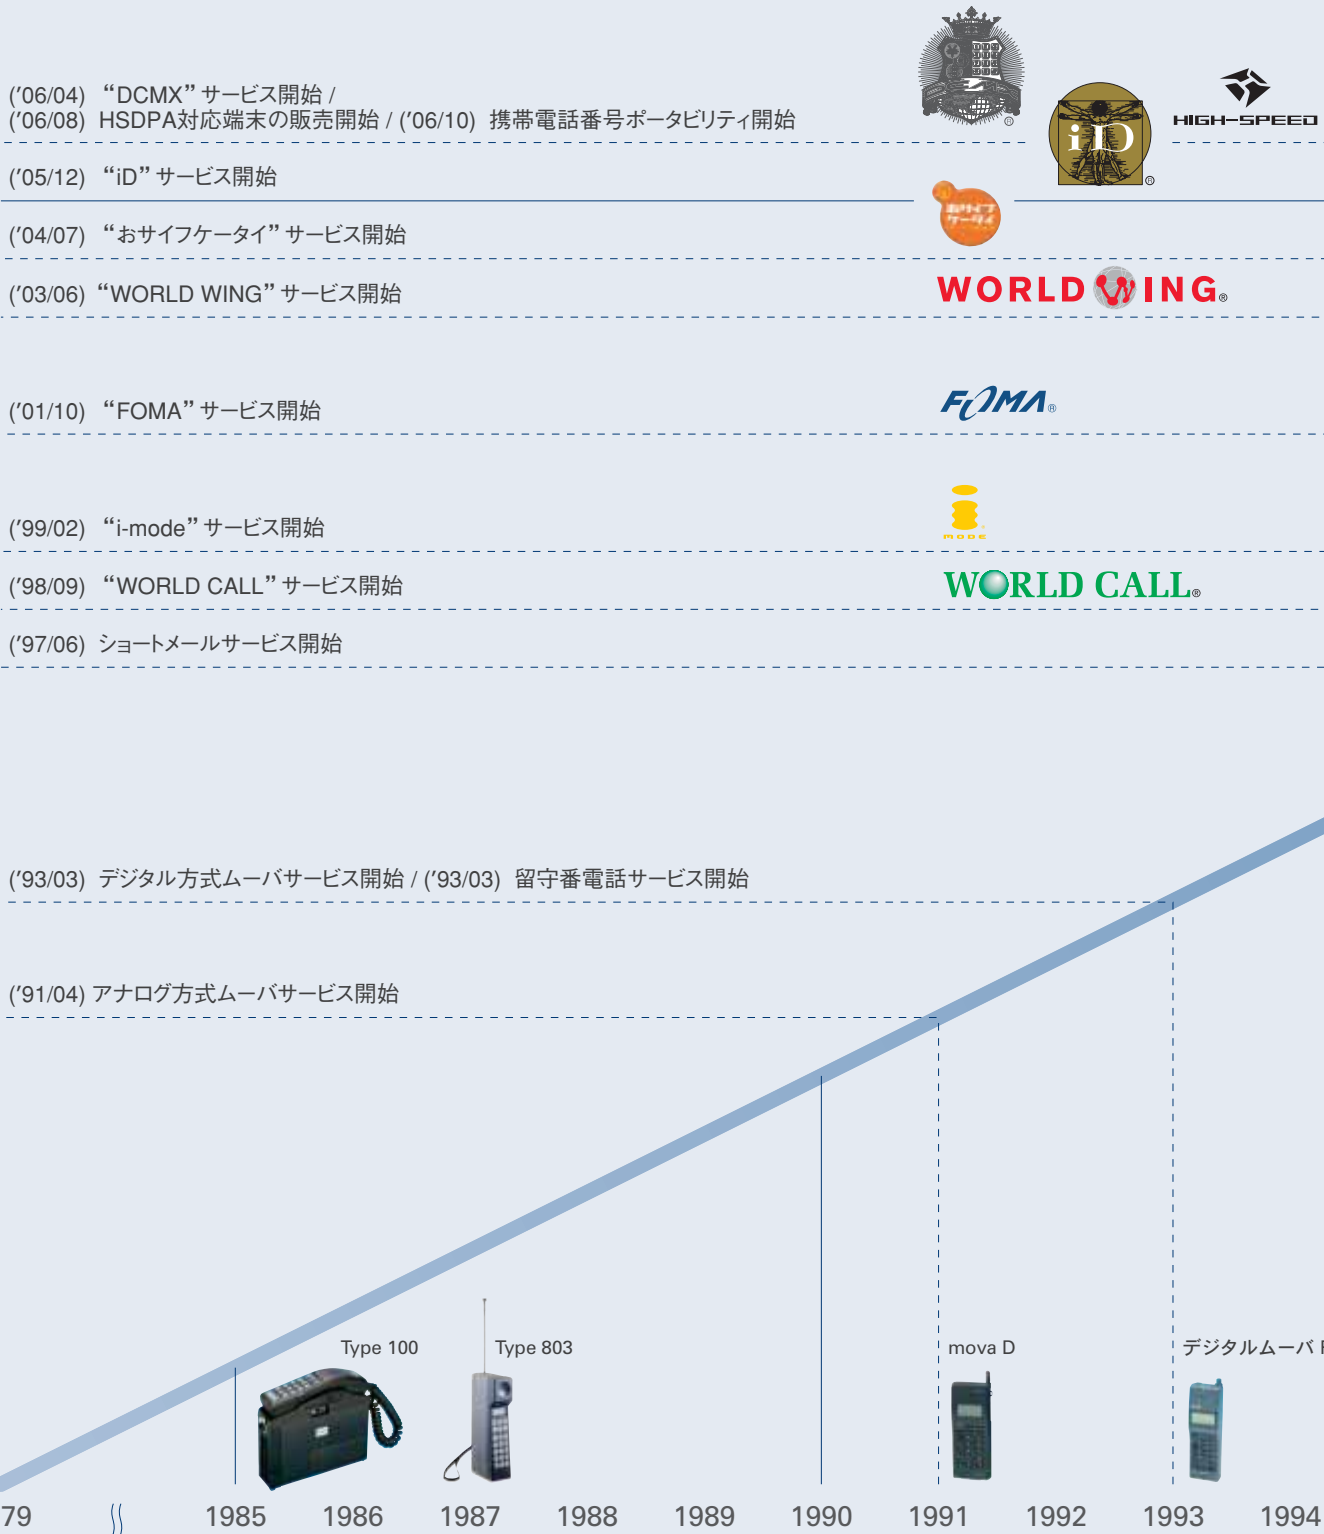 ('06/04) “DCMX” サービス開始 /
('06/08) HSDPA対応端末の販売開始 / ('06/10) 携帯電話番号ポータビリティ開始
iD
®
®
HIGH-SPEED
('05/12) “iD” サービス開始
('04/07) “おサイフケータイ” サービス開始
おサイフ
ケータイ
('03/06) “WORLD WING” サービス開始
WORLD WING®
('01/10) “FOMA” サービス開始
FOMA®
('99/02) “i-mode” サービス開始
i
MODE
('98/09) “WORLD CALL” サービス開始
WORLD CALL®
('97/06) ショートメールサービス開始
('93/03) デジタル方式ムーバサービス開始 / ('93/03) 留守番電話サービス開始
('91/04) アナログ方式ムーバサービス開始
Type 100
Type 803
mova D
デジタルムーバ
79 1985 1986 1987 1988 1989 1990 1991 1992 1993 1994